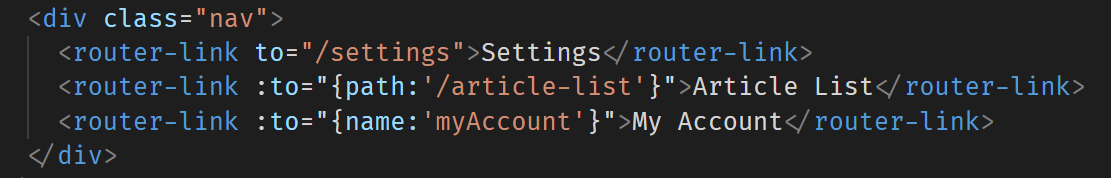 <div class="nav">
<router-link to="/settings">Settings</router-link>
<router-link :to="{path:'/article-list'}">Article List</router-link>
<router-link :to="{name:'myAccount'}">My Account</router-link>
</div>